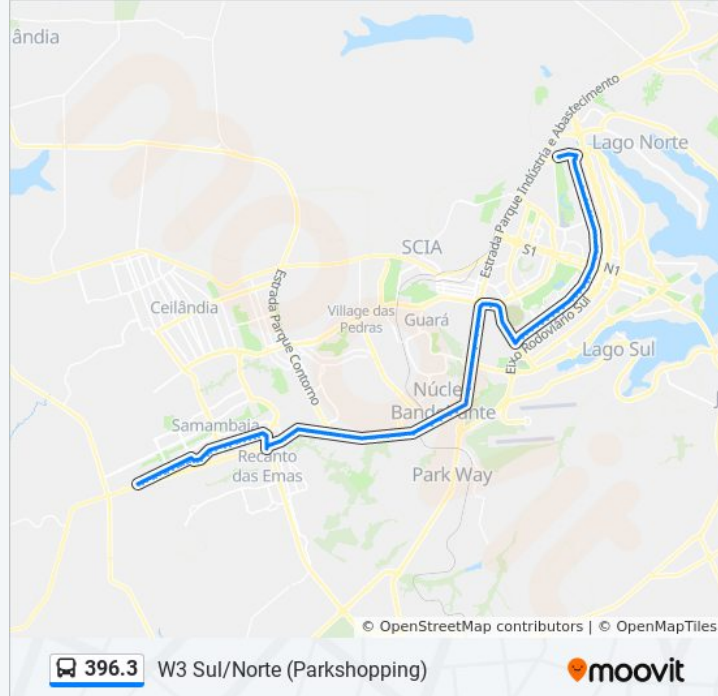 ândia
Lago Norte
Estrada Parque Indústria e Abastecimento
SCIA
S1
N1
Estrada Parque Contorno
Ceilândia
Village das
Pedras
Guará
Eixo Rodoviário Sul
Lago Sul
Núcle
Bandeirante
Samambaia
Recanto
das Emas
Park Way
J
© OpenStreetMap contributors | © OpenMapTiles
396.3 W3 Sul/Norte (Parkshopping)
moovit